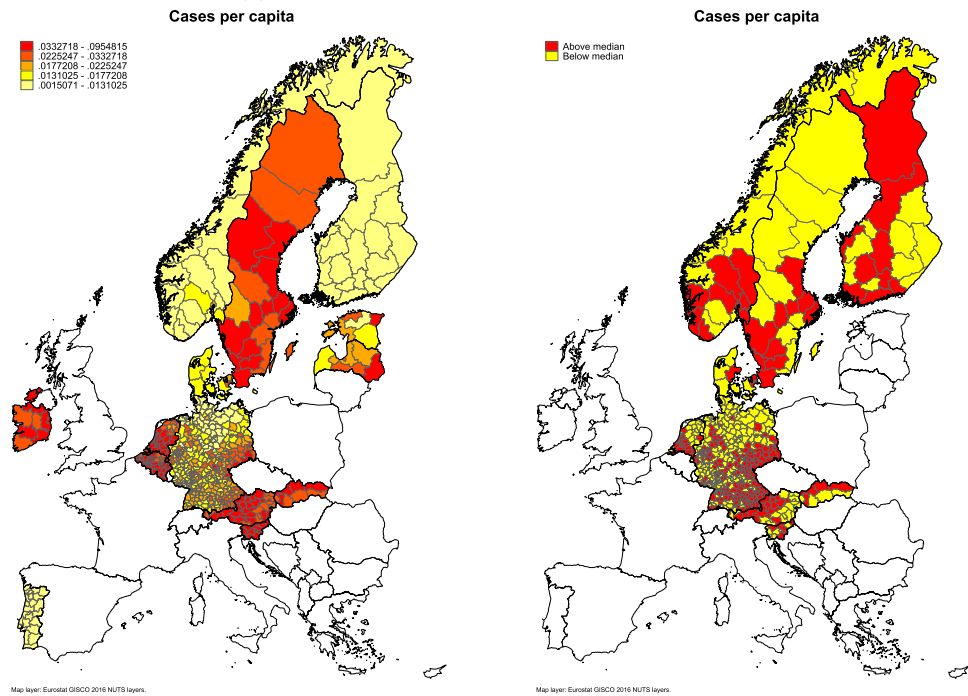 Cases per capita
.0332718 - .0954815
.0225247 - .0332718
.0177208 - .0225247
.0131025 - .0177208
.0015071 - .0131025
Map layer: Eurostat GISCO 2016 NUTS layers.
Cases per capita
Above median
Below median
Map layer: Eurostat GISCO 2016 NUTS layers.